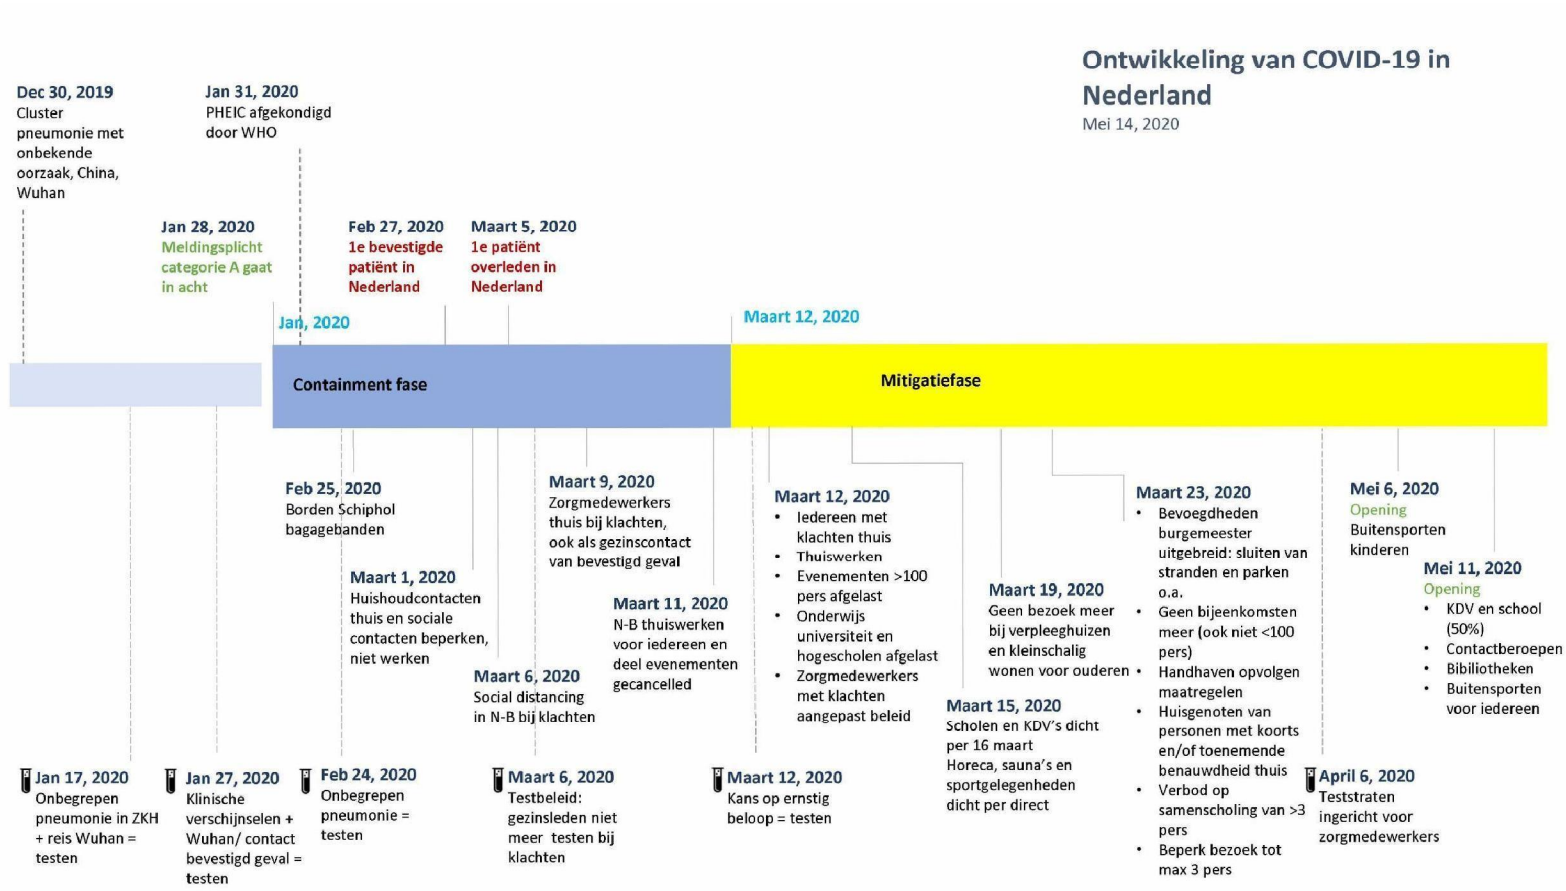 Ontwikkeling van COVID-19 in
Nederland
Mei 14, 2020
Dec 30, 2019
Cluster
pneumonie met
onbekende
oorzaak, China,
Wuhan
Jan 31, 2020
PHEIC afgekondigd
door WHO
Jan 28, 2020
Meldingsplicht
categorie A gaat
in acht
Feb 27, 2020
1e bevestigde
patiënt in
Nederland
Maart 5, 2020
1e patiënt
overleden in
Nederland
Jan, 2020
Maart 12, 2020
Containment fase
Mitigatiefase
Feb 25, 2020
Borden Schiphol
bagagebanden
Maart 1, 2020
Huishoudcontacten
thuis en sociale
contacten beperken,
niet werken
Maart 6, 2020
Social distancing
in N-B bij klachten
Maart 9, 2020
Zorgmedewerkers
thuis bij klachten,
ook als gezinscontact
van bevestigd geval
Maart 11, 2020
N-B thuiswerken
voor iedereen en
deel evenementen
gecancelled
Maart 12, 2020
• Iedereen met
klachten thuis
• Thuiswerken
• Evenementen >100
pers afgelast
• Onderwijs
universiteit en
hogescholen afgelast
• Zorgmedewerkers
met klachten
aangepast beleid
Maart 15, 2020
Scholen en KDV's dicht
per 16 maart
Horeca, sauna's en
sportgelegenheden
dicht per direct
Maart 19, 2020
Geen bezoek meer
bij verpleeghuizen
en kleinschalig
wonen voor ouderen
Maart 23, 2020
• Bevoegdheden
burgemeester
uitgebreid: sluiten van
stranden en parken
o.a.
• Geen bijeenkomsten
meer (ook niet <100
pers)
• Handhaven opvolgen
maatregelen
• Huisgenoten van
personen met koorts
en/of toenemende
benauwdheid thuis
• Verbod op
samenscholing van >3
pers
• Beperk bezoek tot
max 3 pers
Mei 6, 2020
Opening
Buitensporten
kinderen
Mei 11, 2020
Opening
• KDV en school
(50%)
• Contactberoepen
• Bibiliotheken
• Buitensporten
voor iedereen
Jan 17, 2020
Onbegrepen
pneumonie in ZKH
+ reis Wuhan =
testen
Jan 27, 2020
Klinische
verschijnselen +
Wuhan/ contact
bevestigd geval =
testen
Feb 24, 2020
Onbegrepen
pneumonie =
testen
Maart 6, 2020
Testbeleid:
gezinsleden niet
meer testen bij
klachten
Maart 12, 2020
Kans op ernstig
beloop = testen
April 6, 2020
Teststraten
ingericht voor
zorgmedewerkers